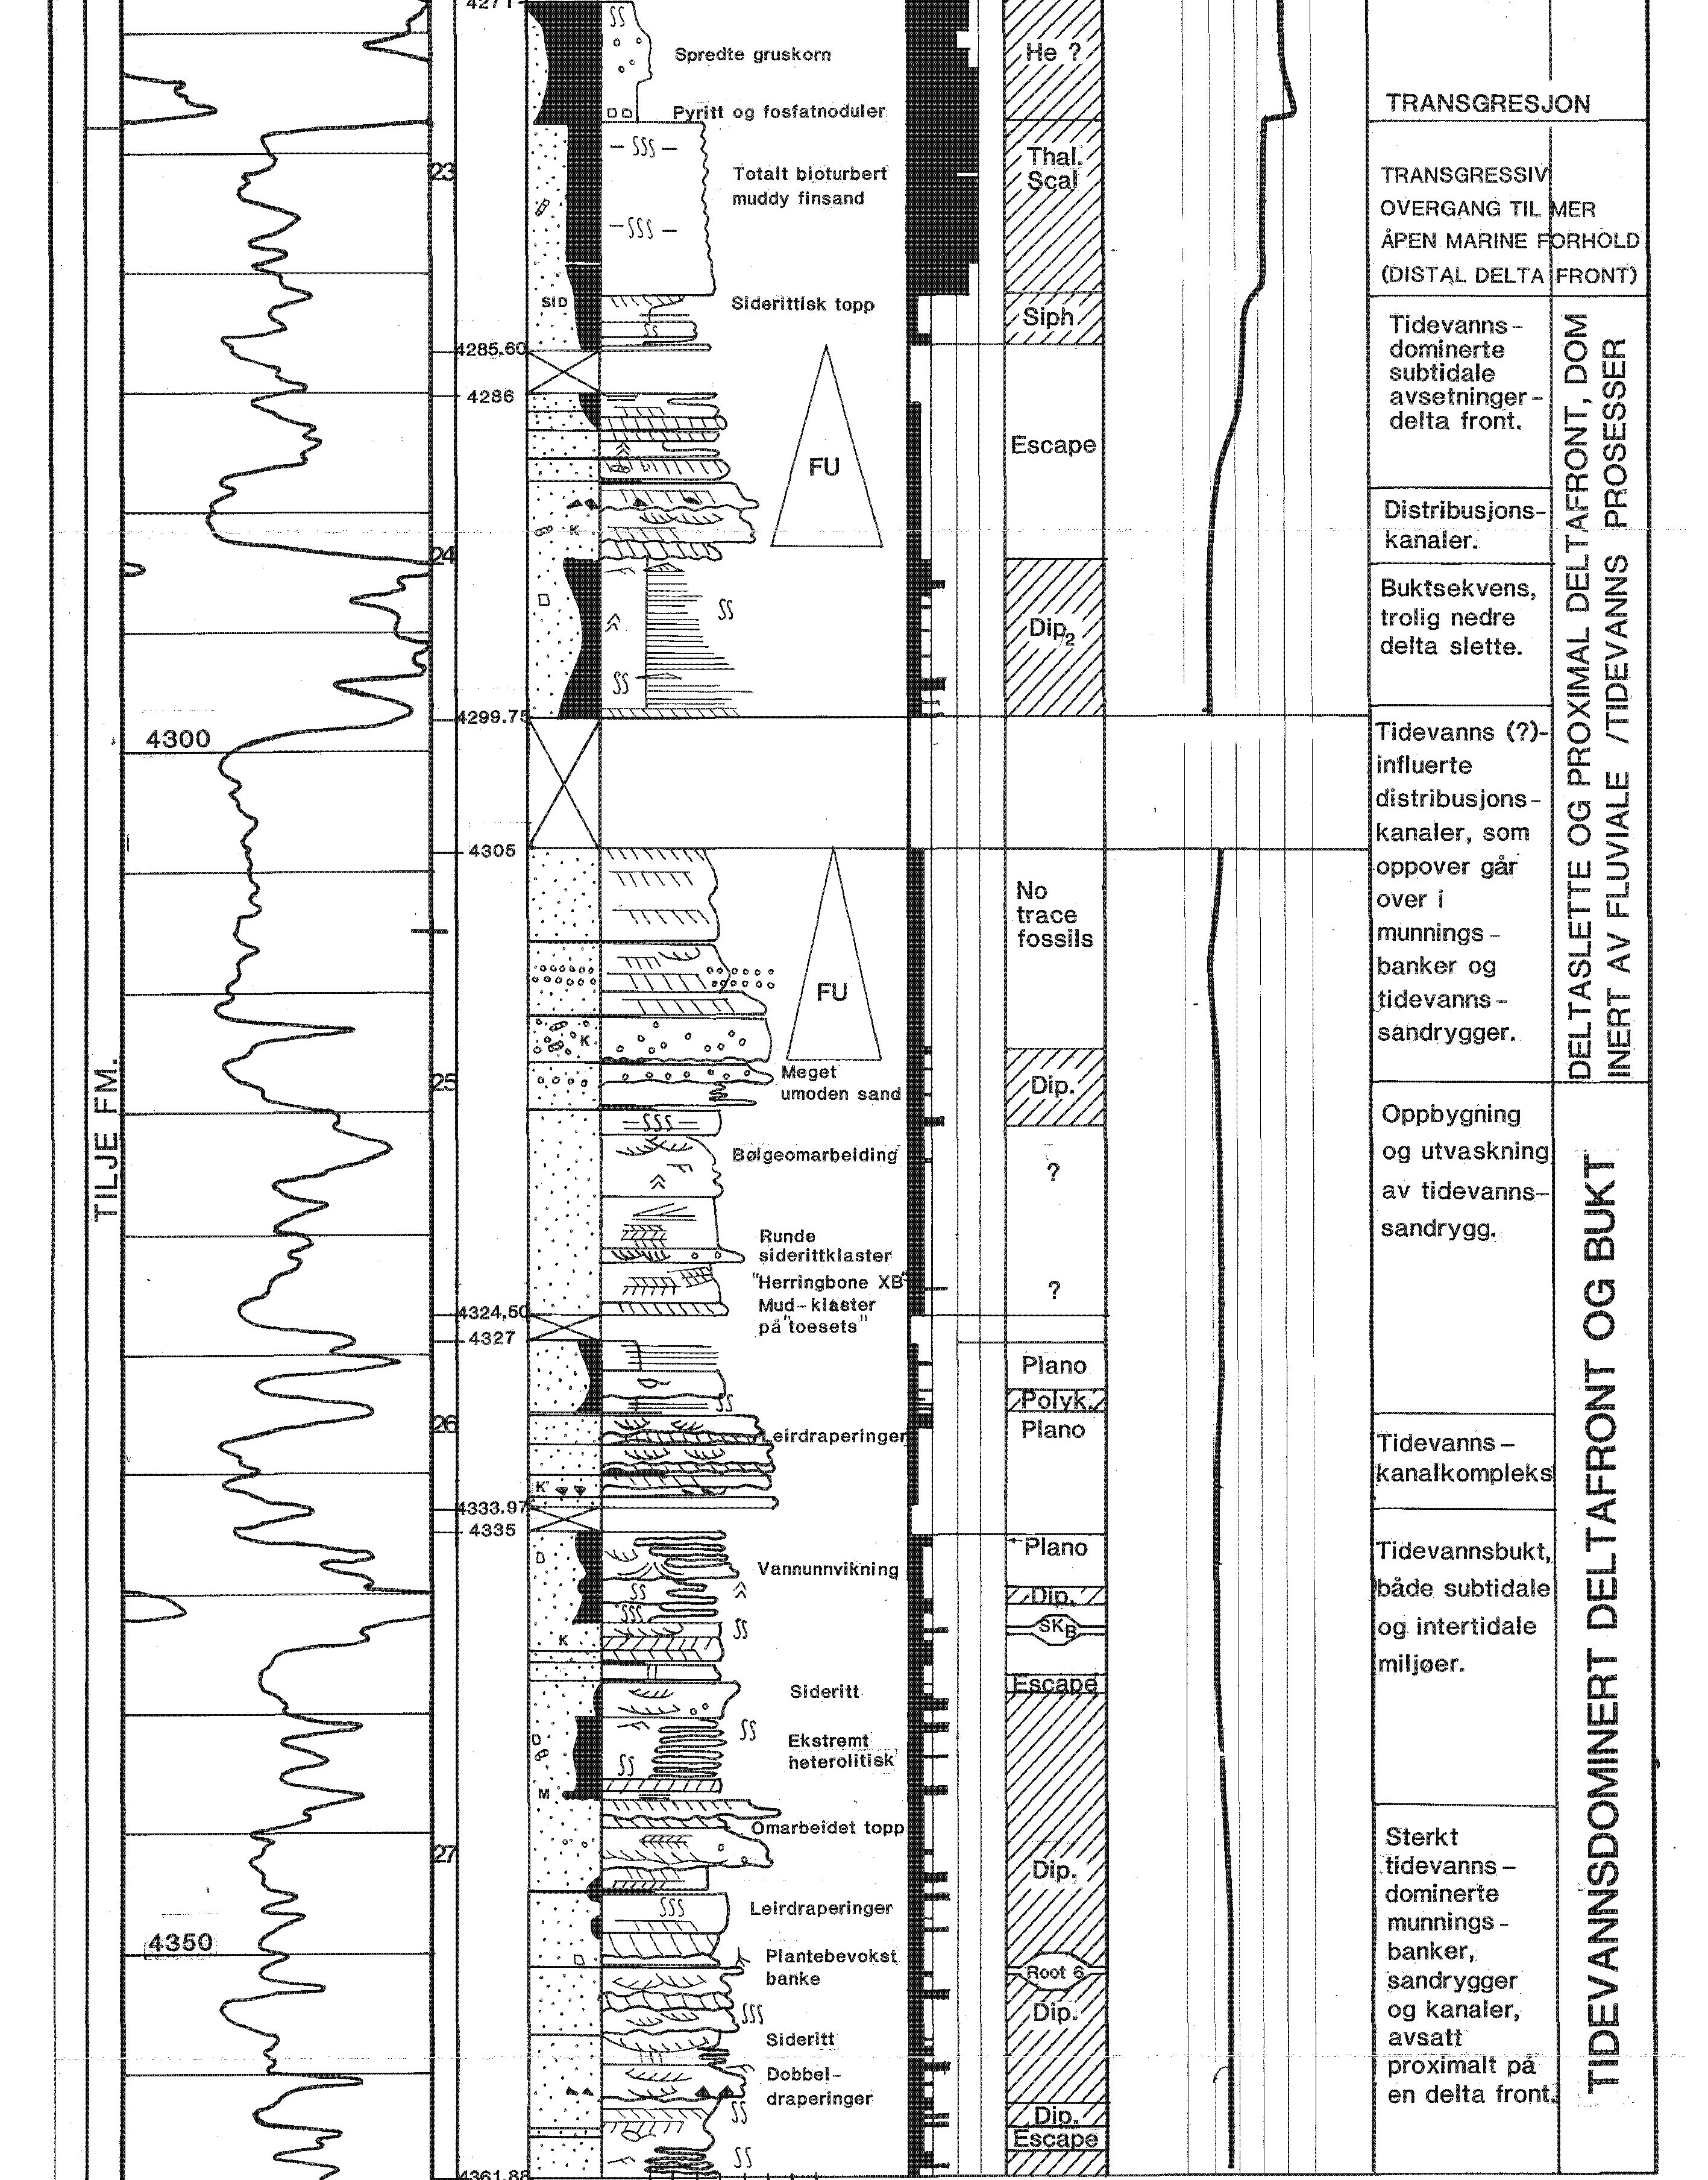 4271
Spredte gruskorn
He ?
Pyritt og fosfatnoduler
TRANSGRESJON
23
Totalt bioturbert
muddy finsand
Thal.
Scal
TRANSGRESSIV
OVERGANG TIL MER
ÅPEN MARINE FORHOLD
(DISTAL DELTA FRONT)
SID
Siderittisk topp
Siph
Tidevanns-
dominerte
subtidale
avsetninger-
delta front.
4285.60
4286
FU
Escape
Distribusjons-
kanaler.
K
24
Dip2
Buktsekvens,
trolig nedre
delta slette.
4299.75
4300
Tidevanns (?)-
influerte
distribusjons-
kanaler, som
oppover går
over i
munnings-
banker og
tidevanns-
sandrygger.
DELTASLETTE OG PROXIMAL DELTAFRONT, DOM
INERT AV FLUVIALE /TIDEVANNS PROSESSER
4305
No
trace
fossils
FU
K
TILJE FM.
25
Meget
umoden sand
Dip.
Oppbygning
og utvaskning
av tidevanns-
sandrygg.
Bølgeomarbeiding
?
Runde
siderittklaster
"Herringbone XB"
Mud-klaster
på "toesets"
?
4324.50
4327
Plano
Polyk.
Plano
26
Leirdraperinger
Tidevanns-
kanalkompleks
K
4333.97
4335
Plano
Vannunnvikning
Dip.
SKB
K
Tidevannsbukt,
både subtidale
og intertidale
miljøer.
TIDEVANNSDOMINERT DELTAFRONT OG BUKT
Escape
Sideritt
Ekstremt
heterolitisk
M
Omarbeidet topp
27
Dip.
Sterkt
tidevanns-
dominerte
munnings-
banker,
sandrygger
og kanaler,
avsatt
proximalt på
en delta front.
Leirdraperinger
4350
Plantebevokst
banke
Root 6
Dip.
Sideritt
Dobbel-
draperinger
Dip.
Escape
4361.88